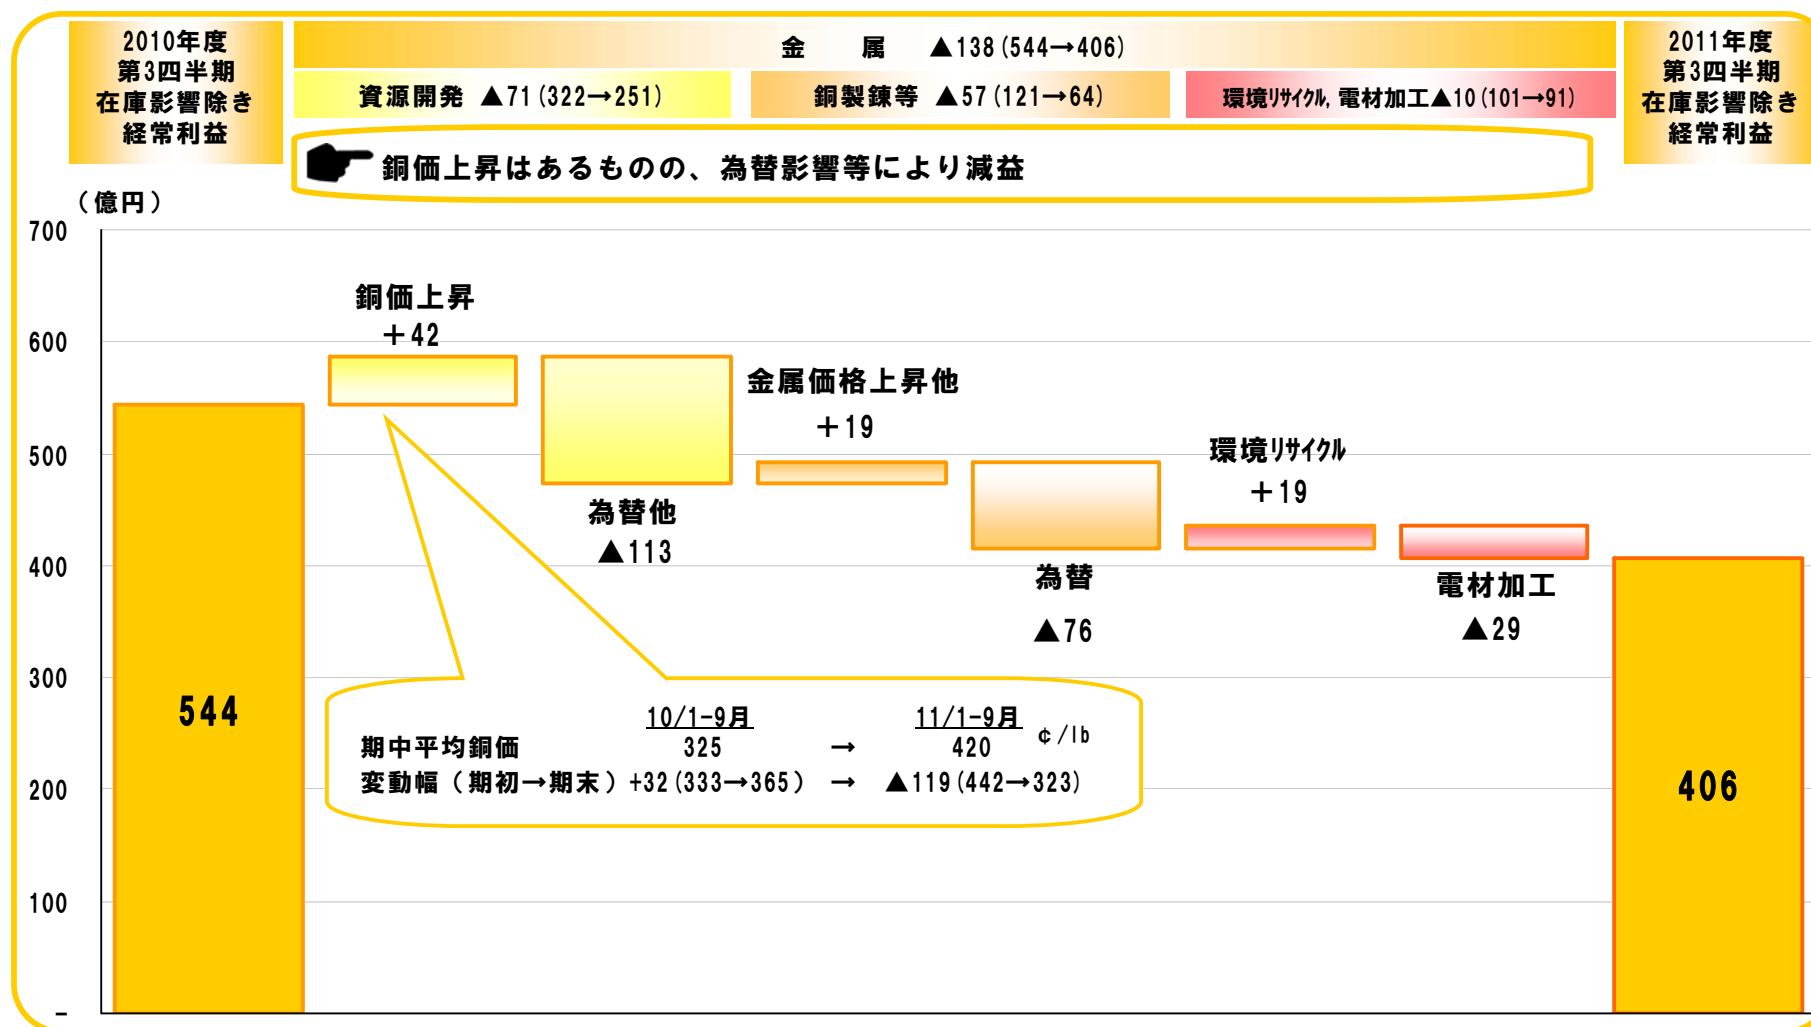 2010年度
第3四半期
在庫影響除き
経常利益
金　　属　▲138(544→406)
資源開発 ▲71(322→251)
銅製錬等 ▲57(121→64)
環境ﾘｻｲｸﾙ, 電材加工▲10(101→91)
2011年度
第3四半期
在庫影響除き
経常利益
銅価上昇はあるものの、為替影響等により減益
（億円）
700
600
500
400
300
200
100
－
銅価上昇
＋42
為替他
▲113
金属価格上昇他
＋19
為替
▲76
環境ﾘｻｲｸﾙ
＋19
電材加工
▲29
544
406
10/1-9月　11/1-9月
期中平均銅価　325　→　420　¢/lb
変動幅（期初→期末）+32(333→365)　→　▲119(442→323)